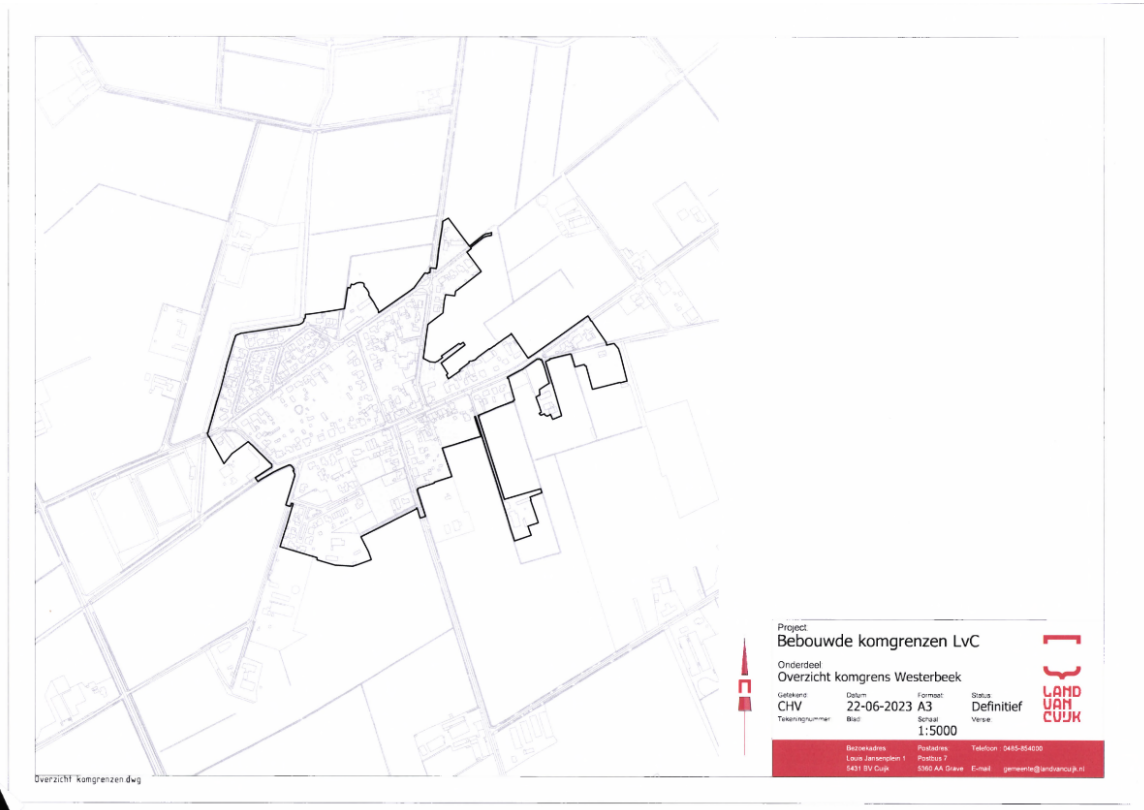 Project:
Bebouwde komgrenzen LvC
Onderdeel
Overzicht komgrens Westerbeek
Getekend Datum Formaat Status
CHV 22-06-2023 A3 Definitief
Tekeningnummer Blad Schaal Versie
1:5000
LAND
VAN
CUIJK
Bezoekadres Postadres Telefoon 0485-854000
Louis Jansenplein 1 Postbus 7
5431 BV Cuijk 5360 AA Grave E-mail gemeente@landvancuijk.nl
Overzicht komgrenzen.dwg